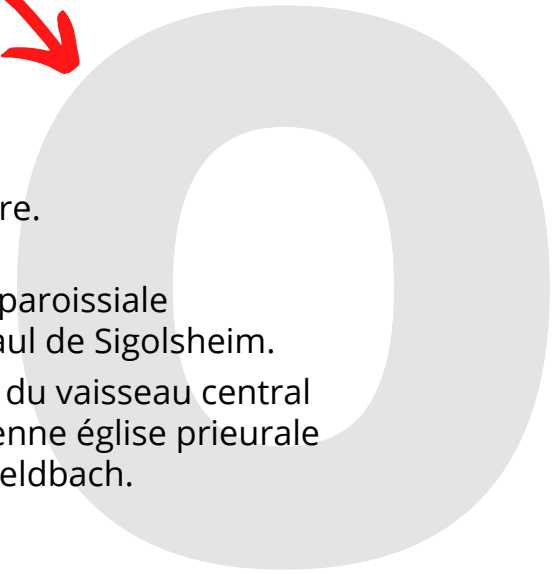 O
re.
paroissiale
aul de Sigolsheim.
du vaisseau central
enne église prieurale
eldbach.